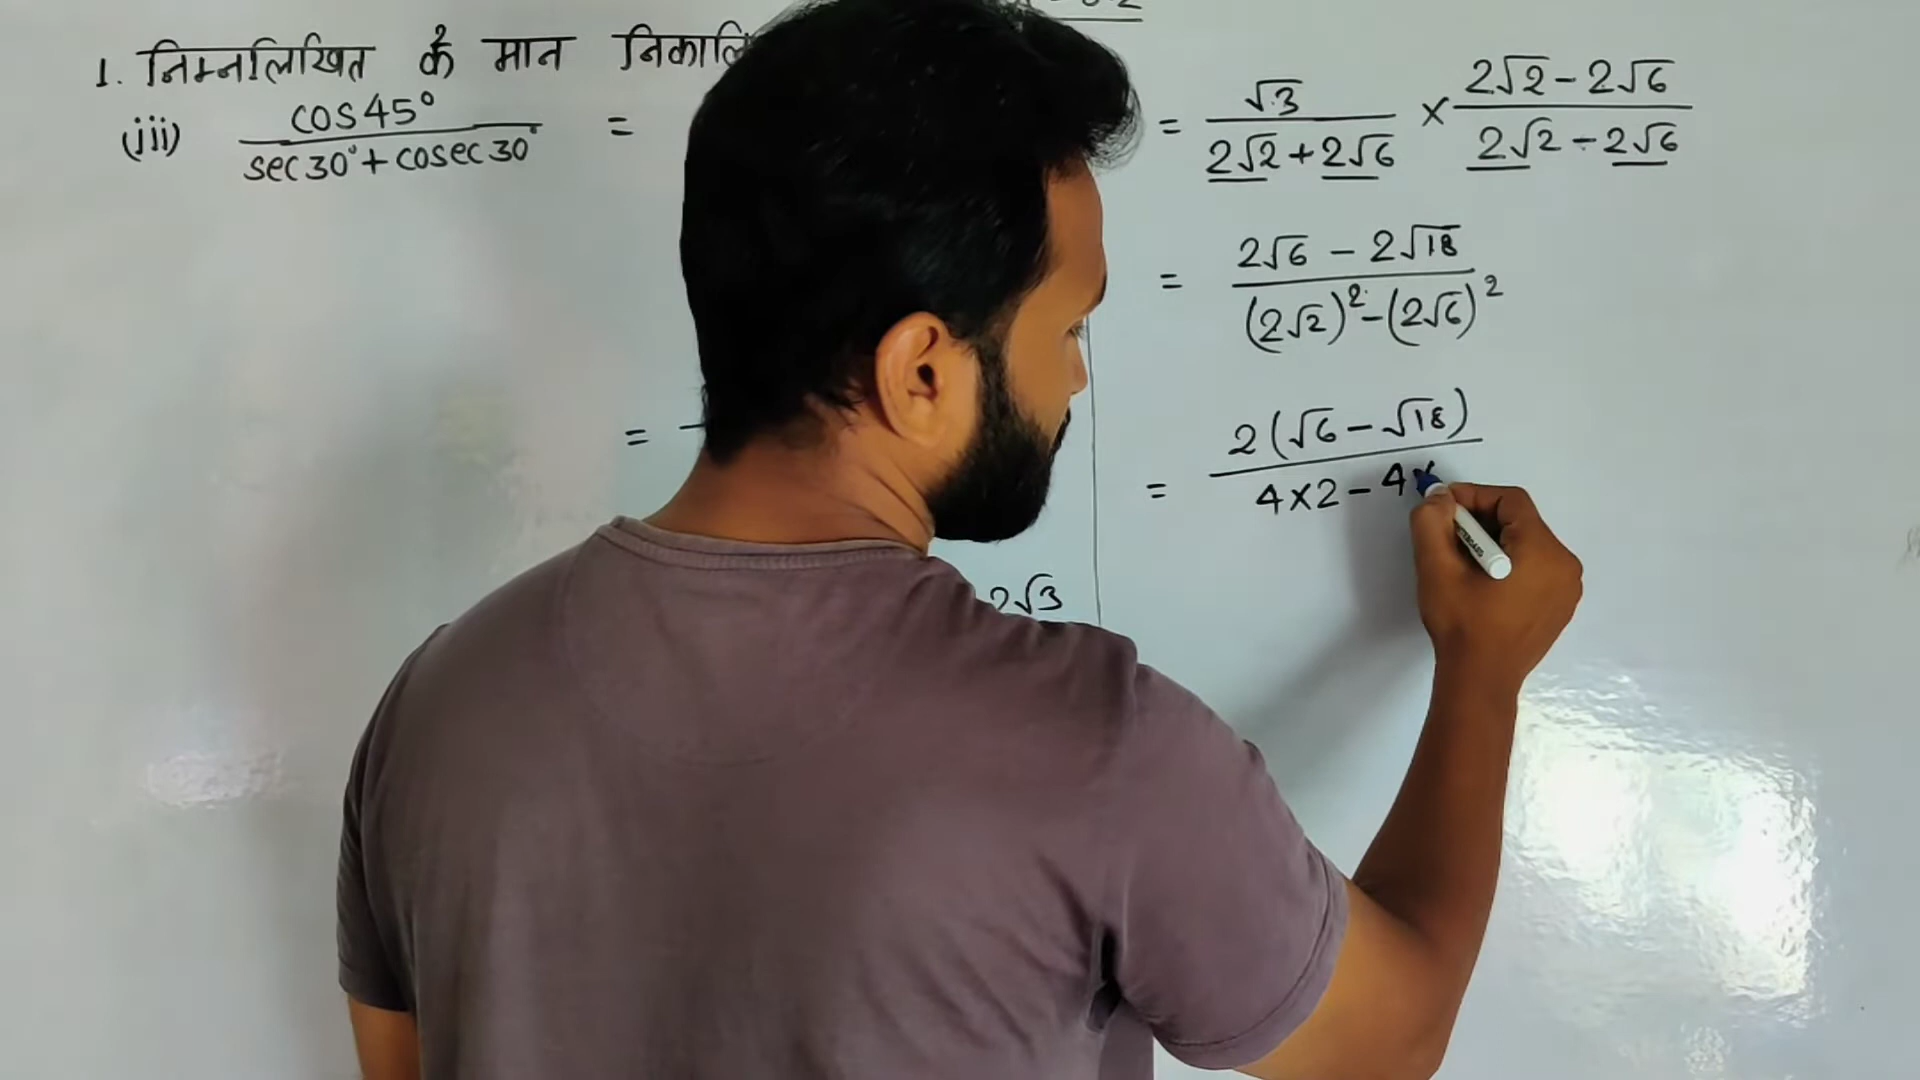 1. निम्नलिखित के मान
(iii) cos45° / sec30° + cosec30° =
=
2√3
= √3 / 2√2 + 2√6 × 2√2 - 2√6 / 2√2 - 2√6
= 2√6 - 2√18 / (2√2)² - (2√6)²
= 2(√6 - √18) / 4×2 - 4×